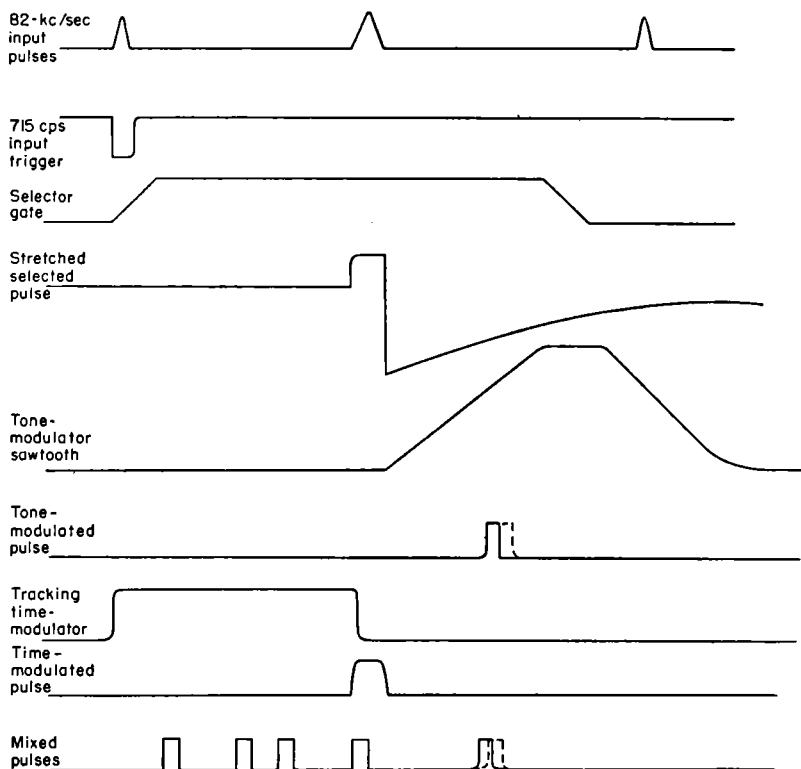 82-kc/sec
input
pulses
715 cps
input
trigger
Selector
gate
Stretched
selected
pulse
Tone-
modulator
sawtooth
Tone-
modulated
pulse
Tracking
time-
modulator
Time-
modulated
pulse
Mixed
pulses